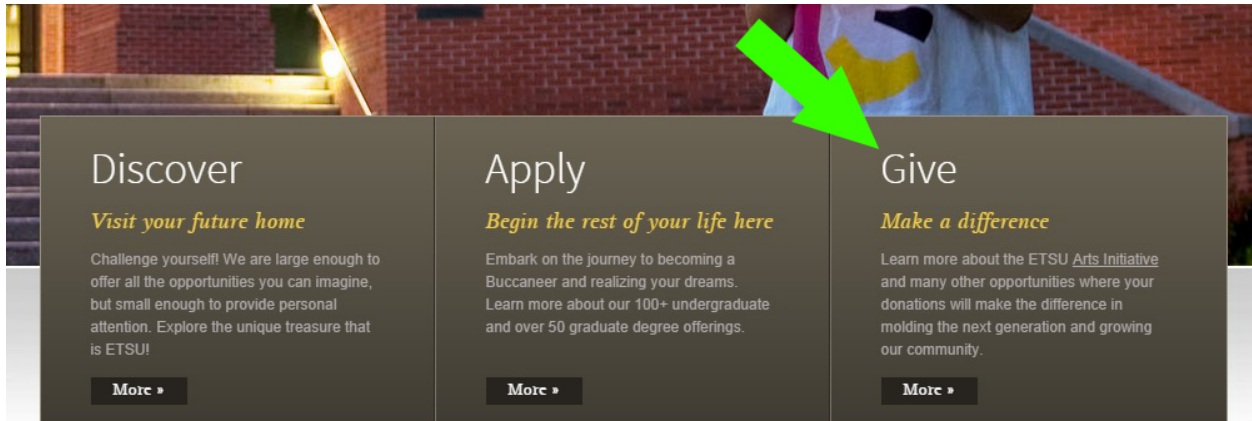 Discover
Visit your future home
Challenge yourself! We are large enough to
offer all the opportunities you can imagine,
but small enough to provide personal
attention. Explore the unique treasure that
is ETSU!
More »
Apply
Begin the rest of your life here
Embark on the journey to becoming a
Buccaneer and realizing your dreams.
Learn more about our 100+ undergraduate
and over 50 graduate degree offerings.
More »
Give
Make a difference
Learn more about the ETSU Arts Initiative
and many other opportunities where your
donations will make the difference in
molding the next generation and growing
our community.
More »